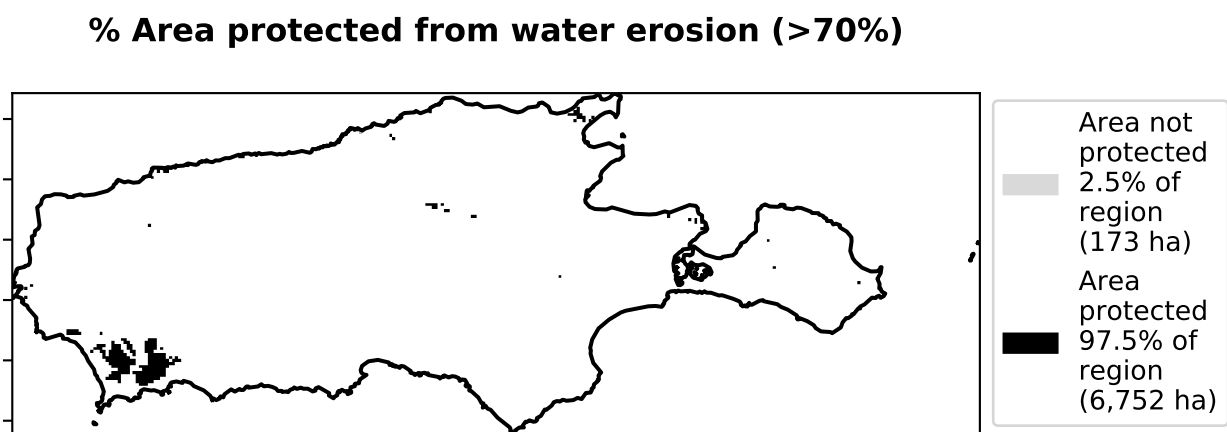 % Area protected from water erosion (>70%)
Area not
protected
2.5% of
region
(173 ha)
Area
protected
97.5% of
region
(6,752 ha)